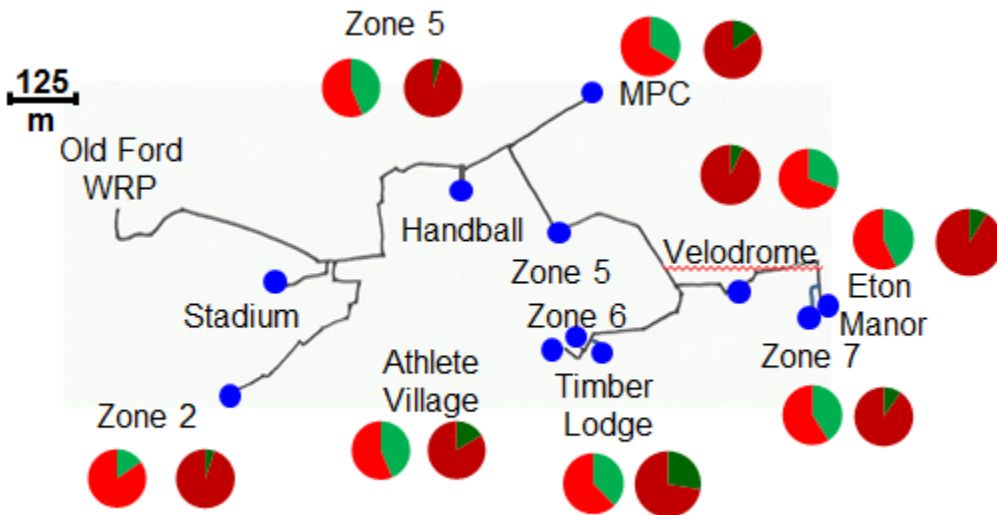 Zone 5
125
m
MPC
Old Ford
WRP
Handball
Velodrome
Zone 5
Eton
Manor
Stadium
Zone 6
Zone 7
Athlete
Village
Timber
Lodge
Zone 2